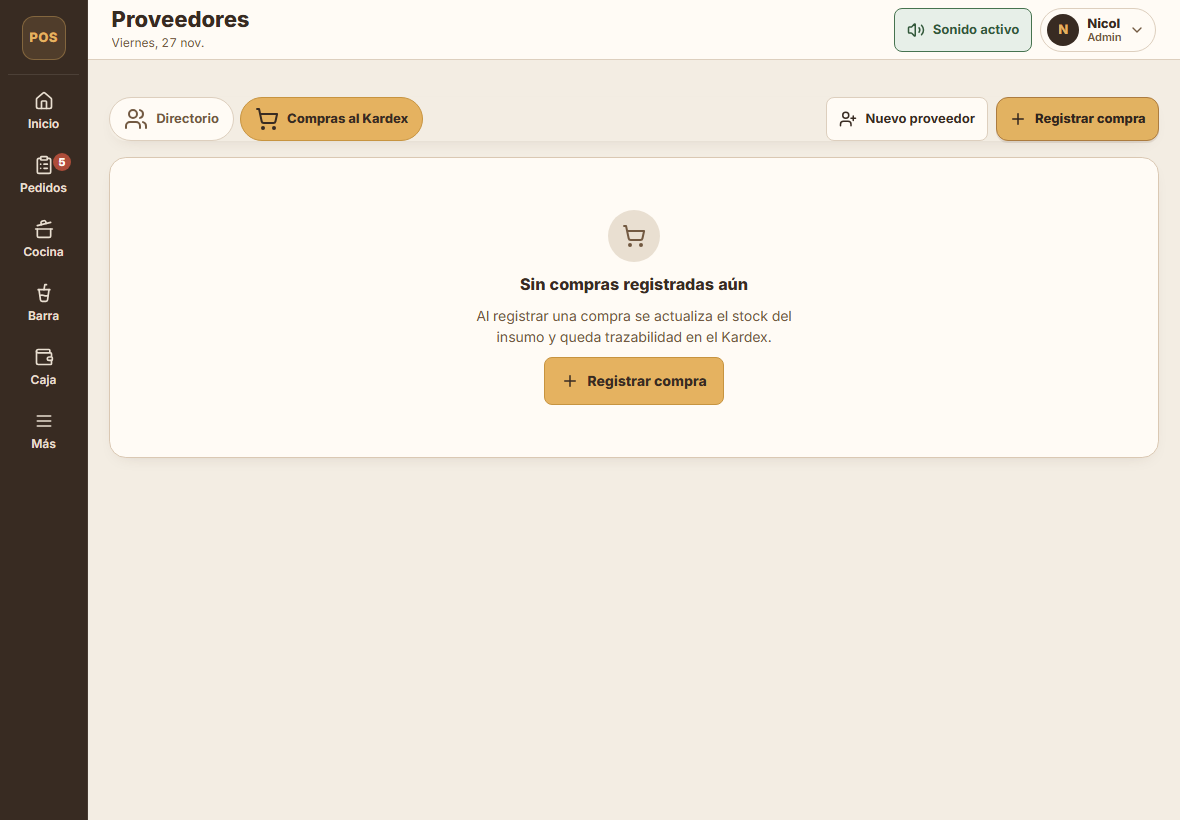 POS
Inicio
5
Pedidos
Cocina
Barra
Caja
Más
Proveedores
Viernes, 27 nov.
Sonido activo
N
Nicol
Admin
Directorio
Compras al Kardex
Nuevo proveedor
Registrar compra
Sin compras registradas aún
Al registrar una compra se actualiza el stock del
insumo y queda trazabilidad en el Kardex.
Registrar compra